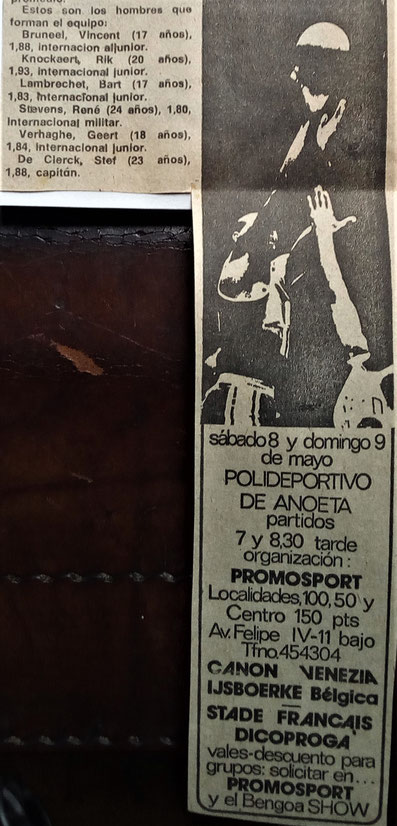 promedio.
Estos son los hombres que
forman el equipo:
Bruneel, Vincent (17 años),
1,88, internacion aljunior.
Knockaert, Rik (20 años),
1,93, internacional junior.
Lambrechet, Bart (17 años),
1,83, internacional junior.
Stevens, René (24 años), 1,80,
Internacional militar.
Verhaghe, Geert (18 años),
1,84, internacional junior.
De Clerck, Stef (23 años),
1,88, capitán.
sábado 8 y domingo 9
de mayo
POLIDEPORTIVO
DE ANOETA
partidos
7 y 8,30 tarde
organización:
PROMOSPORT
Localidades,100,50 y
Centro 150 pts
Av. Felipe IV-11 bajo
Tfno.454304
CANON VENEZIA
IJSBOERKE Bélgica
STADE FRANÇAIS
DICOPROGA
vales-descuento para
grupos: solicitar en...
PROMOSPORT
y el Bengoa SHOW